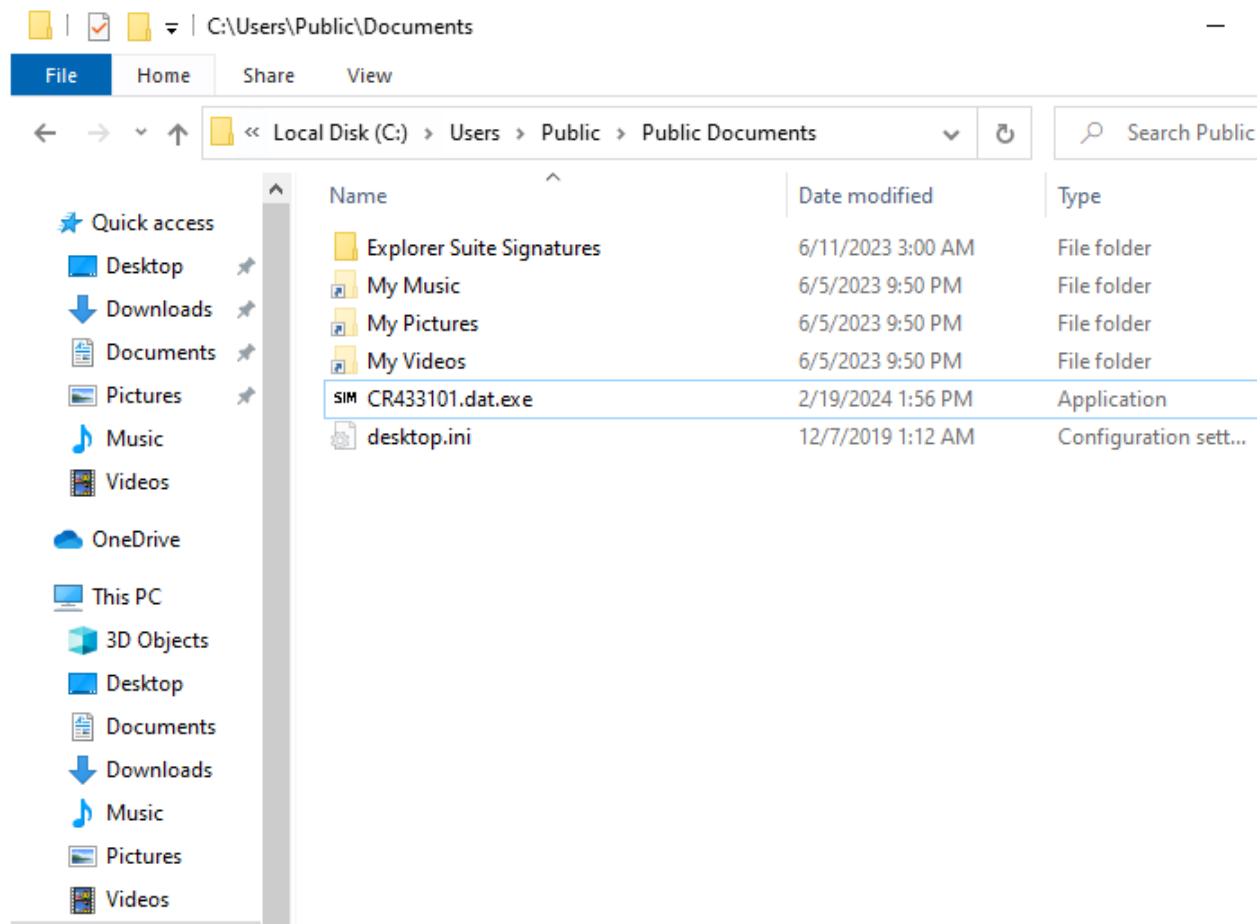 C:\Users\Public\Documents
File Home Share View
« Local Disk (C:) > Users > Public > Public Documents Search Public
Name Date modified Type
Quick access
Desktop
Downloads
Documents
Pictures
Music
Videos
OneDrive
This PC
3D Objects
Desktop
Documents
Downloads
Music
Pictures
Videos
Explorer Suite Signatures 6/11/2023 3:00 AM File folder
My Music 6/5/2023 9:50 PM File folder
My Pictures 6/5/2023 9:50 PM File folder
My Videos 6/5/2023 9:50 PM File folder
SIM CR433101.dat.exe 2/19/2024 1:56 PM Application
desktop.ini 12/7/2019 1:12 AM Configuration sett...